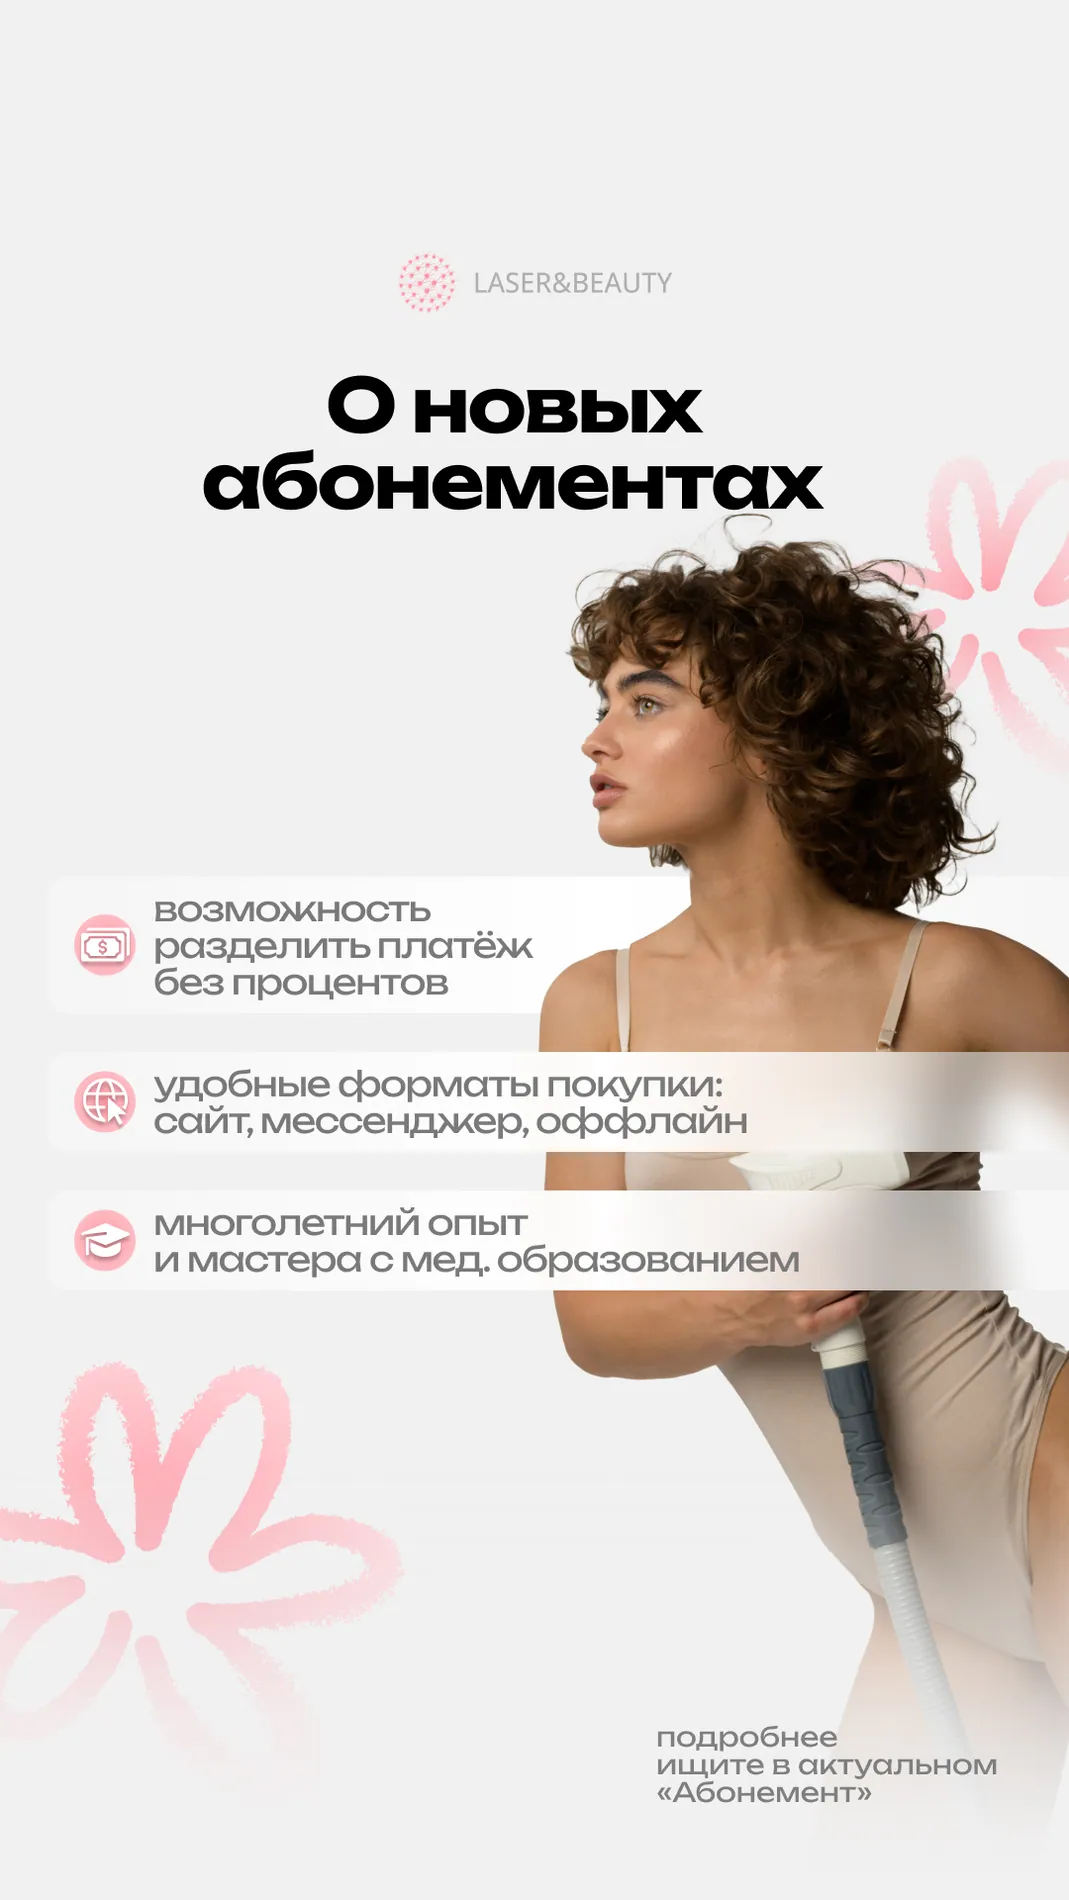 LASER&BEAUTY
О новых
абонементах
возможность
разделить платёж
без процентов
удобные форматы покупки:
сайт, мессенджер, оффлайн
многолетний опыт
и мастера с мед. образованием
подробнее
ищите в актуальном
«Абонемент»